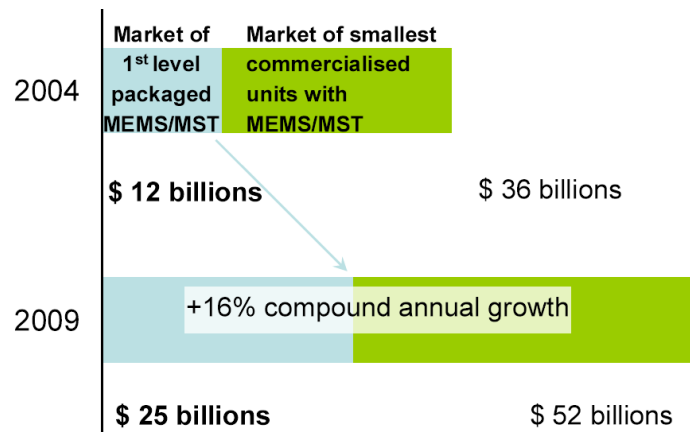 Market of
1st level
packaged
MEMS/MST
Market of smallest
commercialised
units with
MEMS/MST
2004
$ 12 billions
$ 36 billions
+16% compound annual growth
2009
$ 25 billions
$ 52 billions